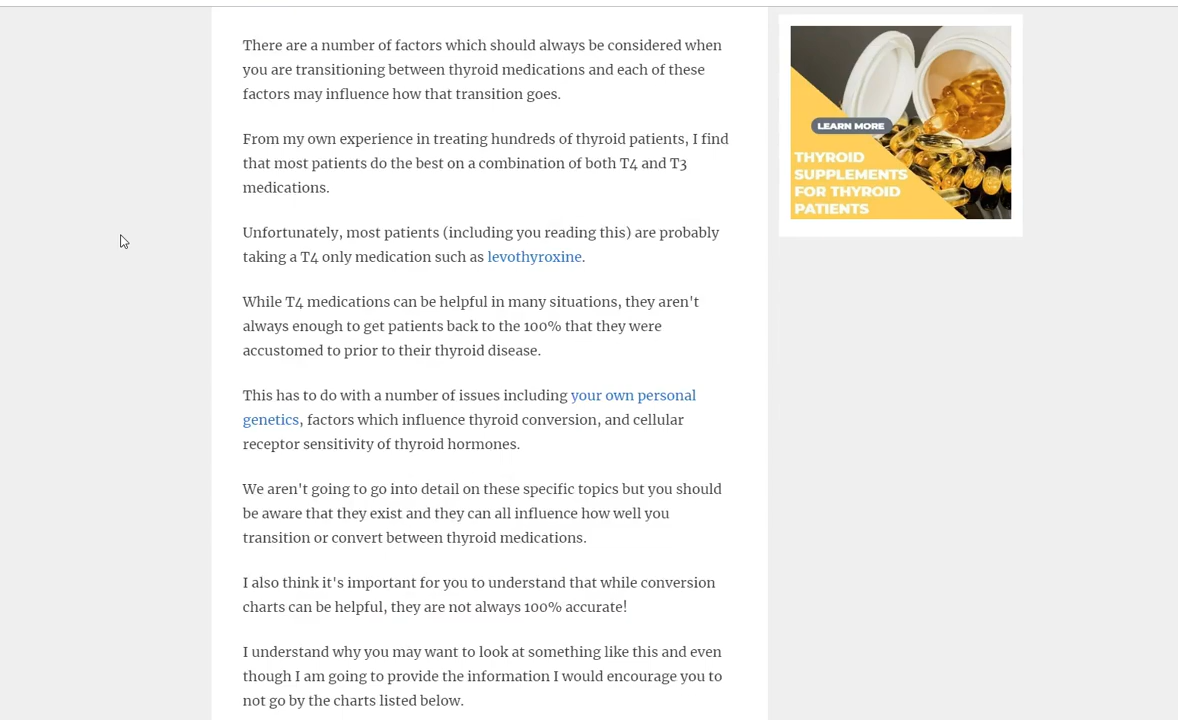 There are a number of factors which should always be considered when
you are transitioning between thyroid medications and each of these
factors may influence how that transition goes.
From my own experience in treating hundreds of thyroid patients, I find
that most patients do the best on a combination of both T4 and T3
medications.
Unfortunately, most patients (including you reading this) are probably
taking a T4 only medication such as levothyroxine.
While T4 medications can be helpful in many situations, they aren't
always enough to get patients back to the 100% that they were
accustomed to prior to their thyroid disease.
This has to do with a number of issues including your own personal
genetics, factors which influence thyroid conversion, and cellular
receptor sensitivity of thyroid hormones.
We aren't going to go into detail on these specific topics but you should
be aware that they exist and they can all influence how well you
transition or convert between thyroid medications.
I also think it's important for you to understand that while conversion
charts can be helpful, they are not always 100% accurate!
I understand why you may want to look at something like this and even
though I am going to provide the information I would encourage you to
not go by the charts listed below.
LEARN MORE
THYROID
SUPPLEMENTS
FOR THYROID
PATIENTS